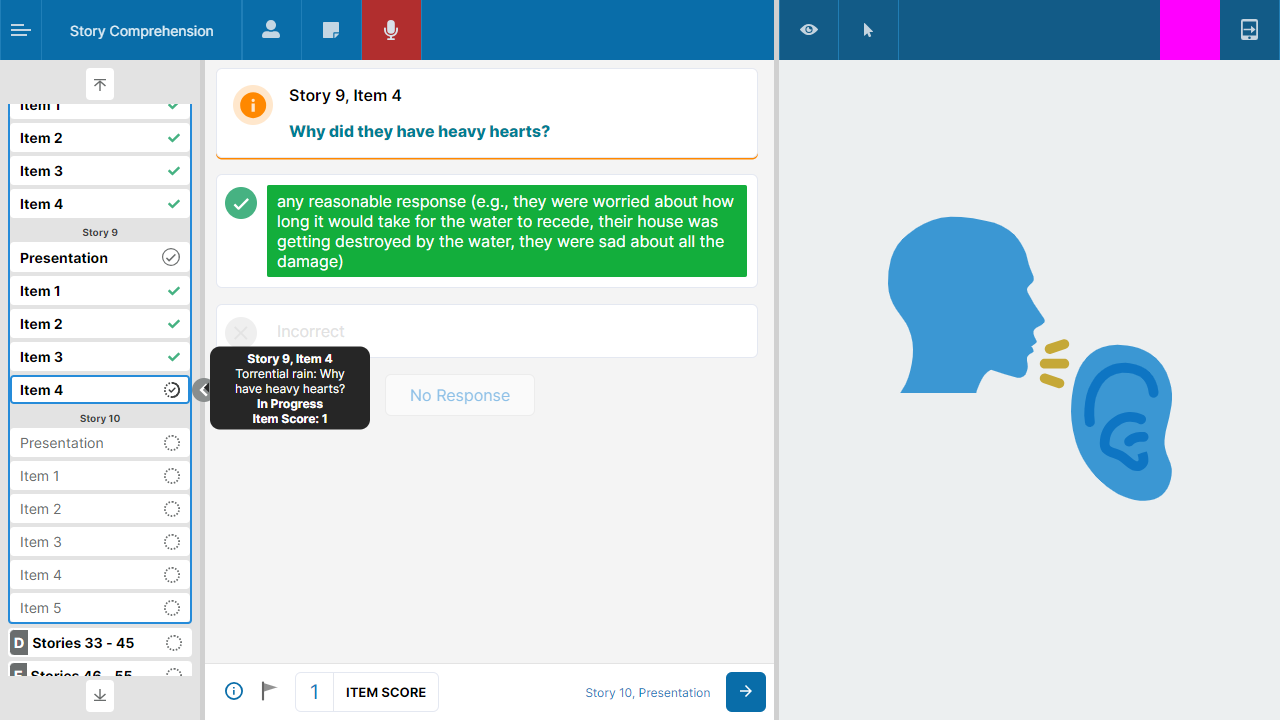 Story Comprehension
Item 1
Item 2
Item 3
Item 4
Story 9
Presentation
Item 1
Item 2
Item 3
Item 4
Story 10
Presentation
Item 1
Item 2
Item 3
Item 4
Item 5
D Stories 33 - 45
E Stories 46 - 55
Story 9, Item 4
Why did they have heavy hearts?
any reasonable response (e.g., they were worried about how
long it would take for the water to recede, their house was
getting destroyed by the water, they were sad about all the
damage)
Incorrect
Story 9, Item 4
Torrential rain: Why
have heavy hearts?
In Progress
Item Score: 1
No Response
1 ITEM SCORE
Story 10, Presentation